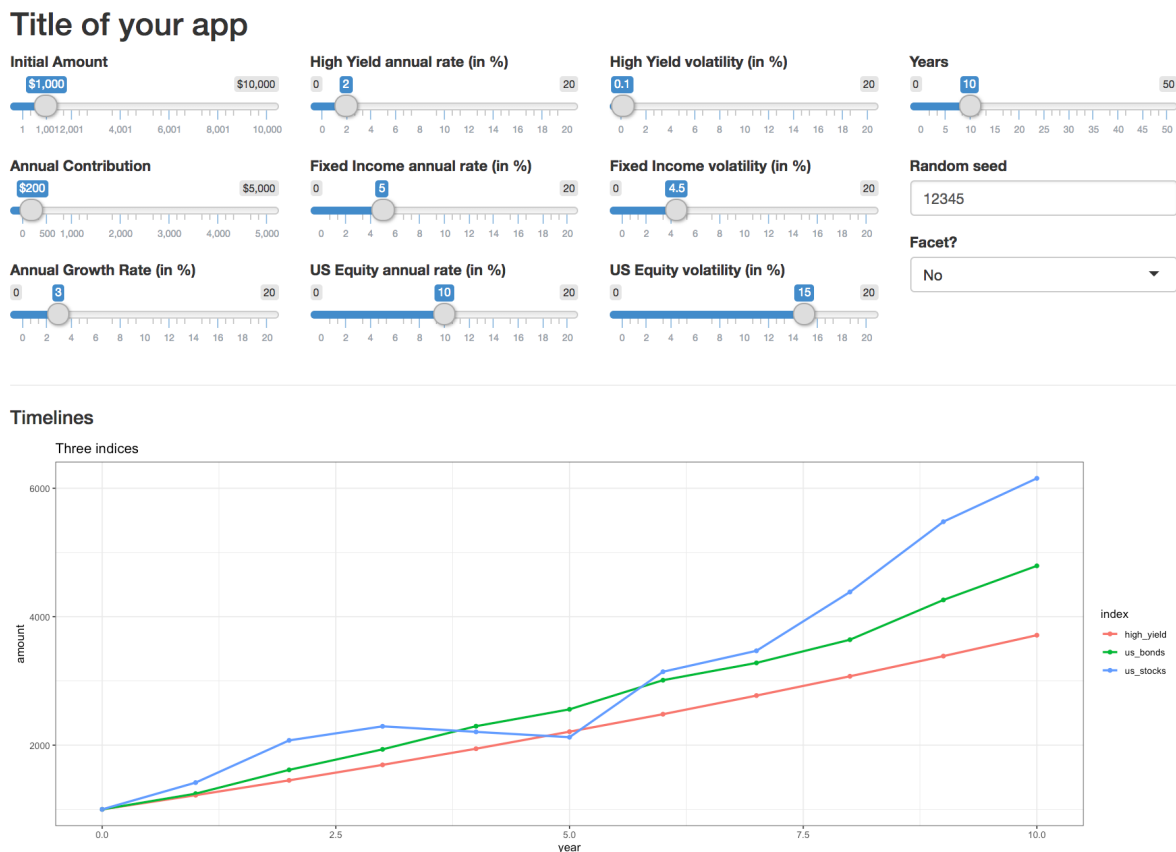 Title of your app
Initial Amount
$1,000 $10,000
1 1,001 2,001 4,001 6,001 8,001 10,000
High Yield annual rate (in %)
0 2 20
0 2 4 6 8 10 12 14 16 18 20
High Yield volatility (in %)
0.1 20
0 2 4 6 8 10 12 14 16 18 20
Years
0 10 50
0 5 10 15 20 25 30 35 40 45 50
Annual Contribution
$200 $5,000
0 500 1,000 2,000 3,000 4,000 5,000
Fixed Income annual rate (in %)
0 5 20
0 2 4 6 8 10 12 14 16 18 20
Fixed Income volatility (in %)
0 4.5 20
0 2 4 6 8 10 12 14 16 18 20
Random seed
12345
Annual Growth Rate (in %)
0 3 20
0 2 4 6 8 10 12 14 16 18 20
US Equity annual rate (in %)
0 10 20
0 2 4 6 8 10 12 14 16 18 20
US Equity volatility (in %)
0 15 20
0 2 4 6 8 10 12 14 16 18 20
Facet?
No
Timelines
Three indices
amount
6000
4000
2000
0.0 2.5 5.0 7.5 10.0
year
index
high_yield
us_bonds
us_stocks